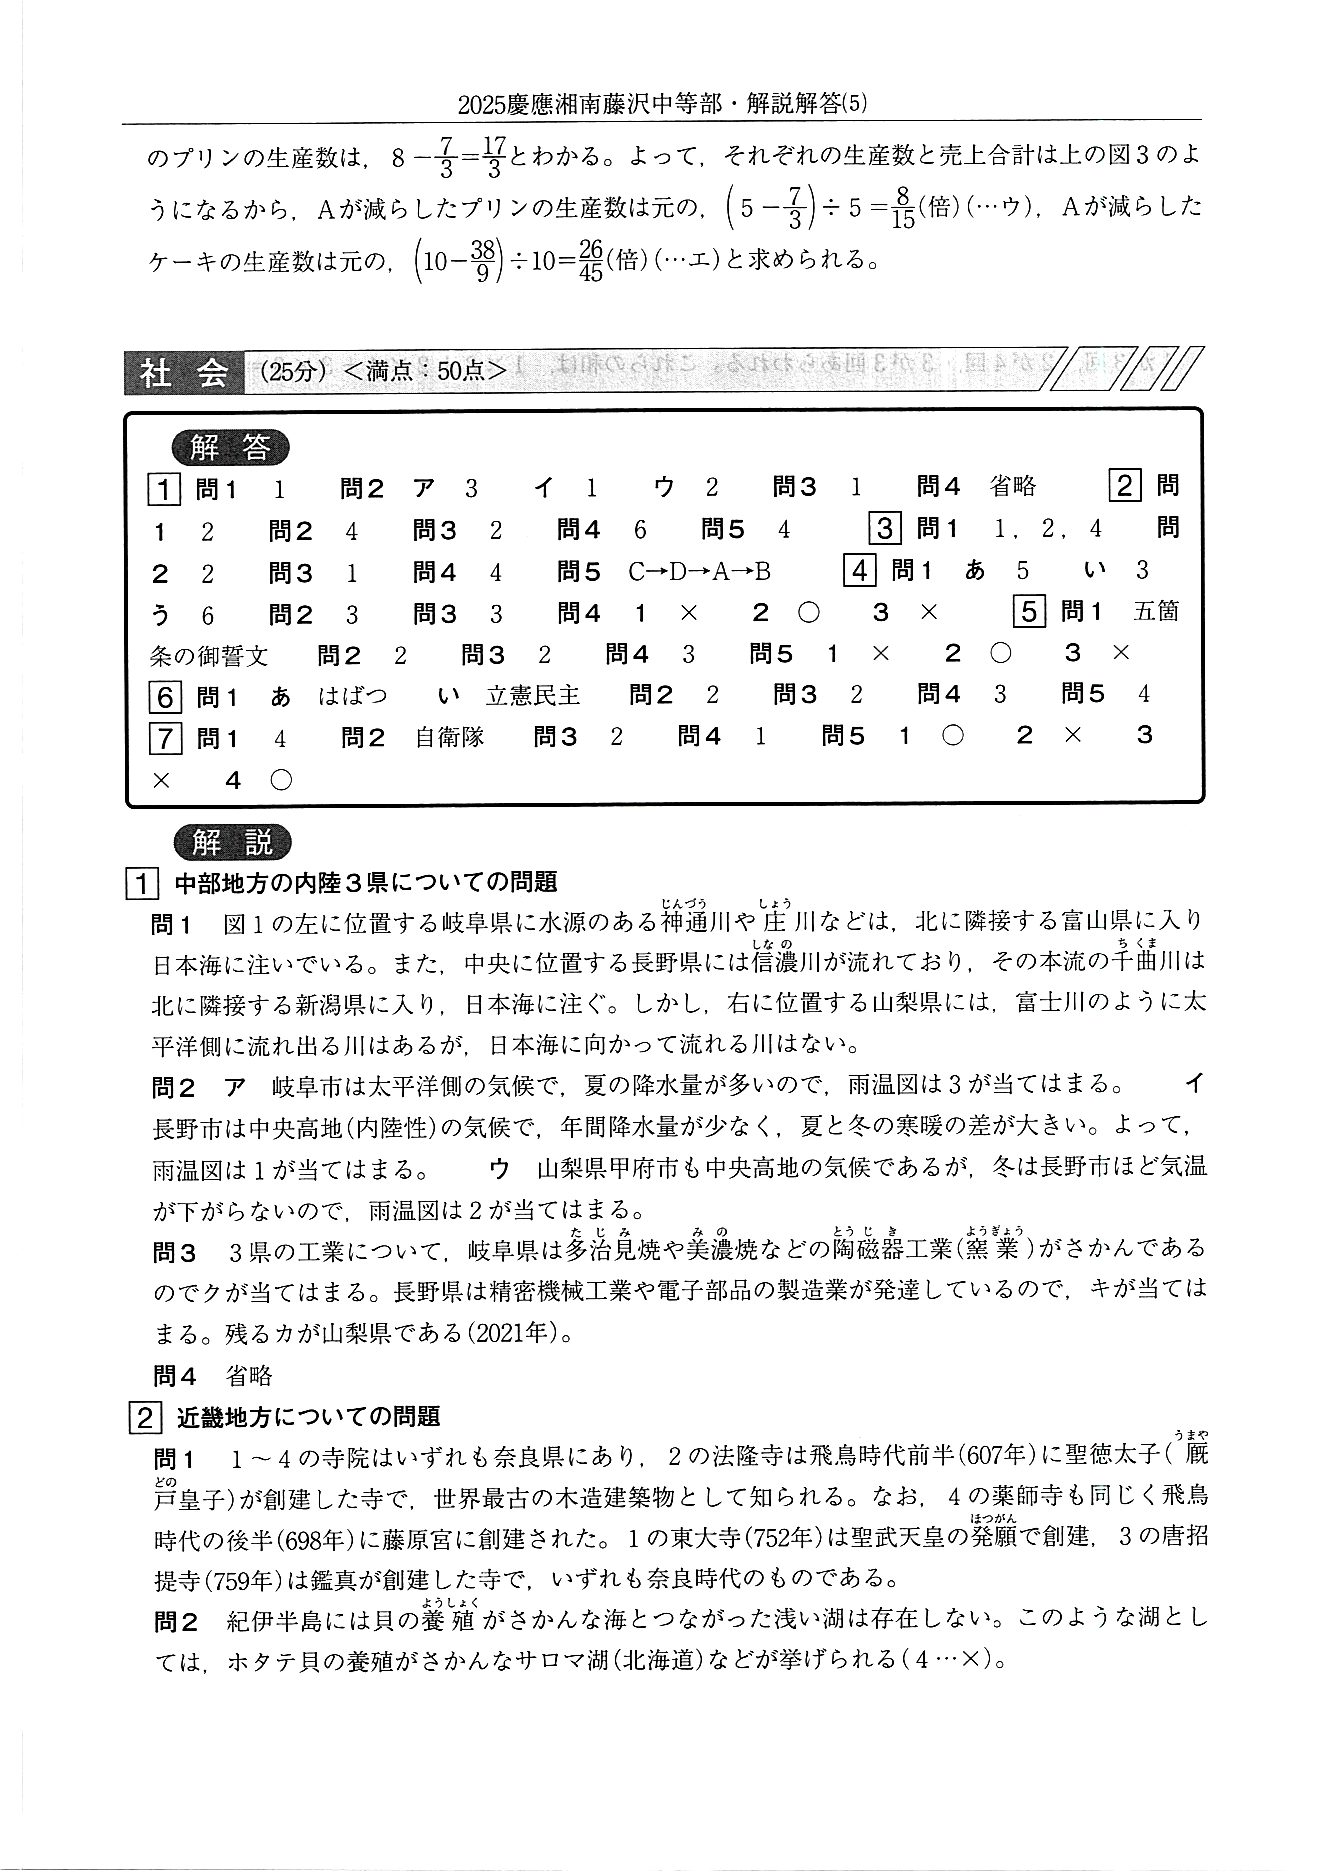 2025慶應湘南藤沢中等部・解説解答(5)
のプリンの生産数は，8－7/3＝17/3とわかる。よって，それぞれの生産数と売上合計は上の図3のよ
うになるから，Aが減らしたプリンの生産数は元の，(5－7/3)÷5＝8/15(倍)(…ウ)，Aが減らした
ケーキの生産数は元の，(10－38/9)÷10＝26/45(倍)(…エ)と求められる。
社会 (25分) ＜満点：50点＞
解答
1 問1 1 問2 ア 3 イ 1 ウ 2 問3 1 問4 省略 2 問
1 2 問2 4 問3 2 問4 6 問5 4 3 問1 1，2，4 問
2 2 問3 1 問4 4 問5 C→D→A→B 4 問1 あ 5 い 3
う 6 問2 3 問3 3 問4 1 × 2 ○ 3 × 5 問1 五箇
条の御誓文 問2 2 問3 2 問4 3 問5 1 × 2 ○ 3 ×
6 問1 あ はばつ い 立憲民主 問2 2 問3 2 問4 3 問5 4
7 問1 4 問2 自衛隊 問3 2 問4 1 問5 1 ○ 2 × 3
× 4 ○
解説
1 中部地方の内陸3県についての問題
問1 図1の左に位置する岐阜県に水源のある神通(じんづう)川や庄(しょう)川などは，北に隣接する富山県に入り
日本海に注いでいる。また，中央に位置する長野県には信濃(しなの)川が流れており，その本流の千曲(ちくま)川は
北に隣接する新潟県に入り，日本海に注ぐ。しかし，右に位置する山梨県には，富士川のように太
平洋側に流れ出る川はあるが，日本海に向かって流れる川はない。
問2 ア 岐阜市は太平洋側の気候で，夏の降水量が多いので，雨温図は3が当てはまる。 イ
長野市は中央高地(内陸性)の気候で，年間降水量が少なく，夏と冬の寒暖の差が大きい。よって，
雨温図は1が当てはまる。 ウ 山梨県甲府市も中央高地の気候であるが，冬は長野市ほど気温
が下がらないので，雨温図は2が当てはまる。
問3 3県の工業について，岐阜県は多治見(たじみ)焼や美濃(みの)焼などの陶磁器(とうじき)工業(窯業(ようぎょう))がさかんである
のでクが当てはまる。長野県は精密機械工業や電子部品の製造業が発達しているので，キが当ては
まる。残るカが山梨県である(2021年)。
問4 省略
2 近畿地方についての問題
問1 1～4の寺院はいずれも奈良県にあり，2の法隆寺は飛鳥時代前半(607年)に聖徳太子(厩(うまや)
戸(どの)皇子)が創建した寺で，世界最古の木造建築物として知られる。なお，4の薬師寺も同じく飛鳥
時代の後半(698年)に藤原宮に創建された。1の東大寺(752年)は聖武天皇の発願(ほつがん)で創建，3の唐招
提寺(759年)は鑑真が創建した寺で，いずれも奈良時代のものである。
問2 紀伊半島には貝の養殖(ようしょく)がさかんな海とつながった浅い湖は存在しない。このような湖とし
ては，ホタテ貝の養殖がさかんなサロマ湖(北海道)などが挙げられる(4…×)。